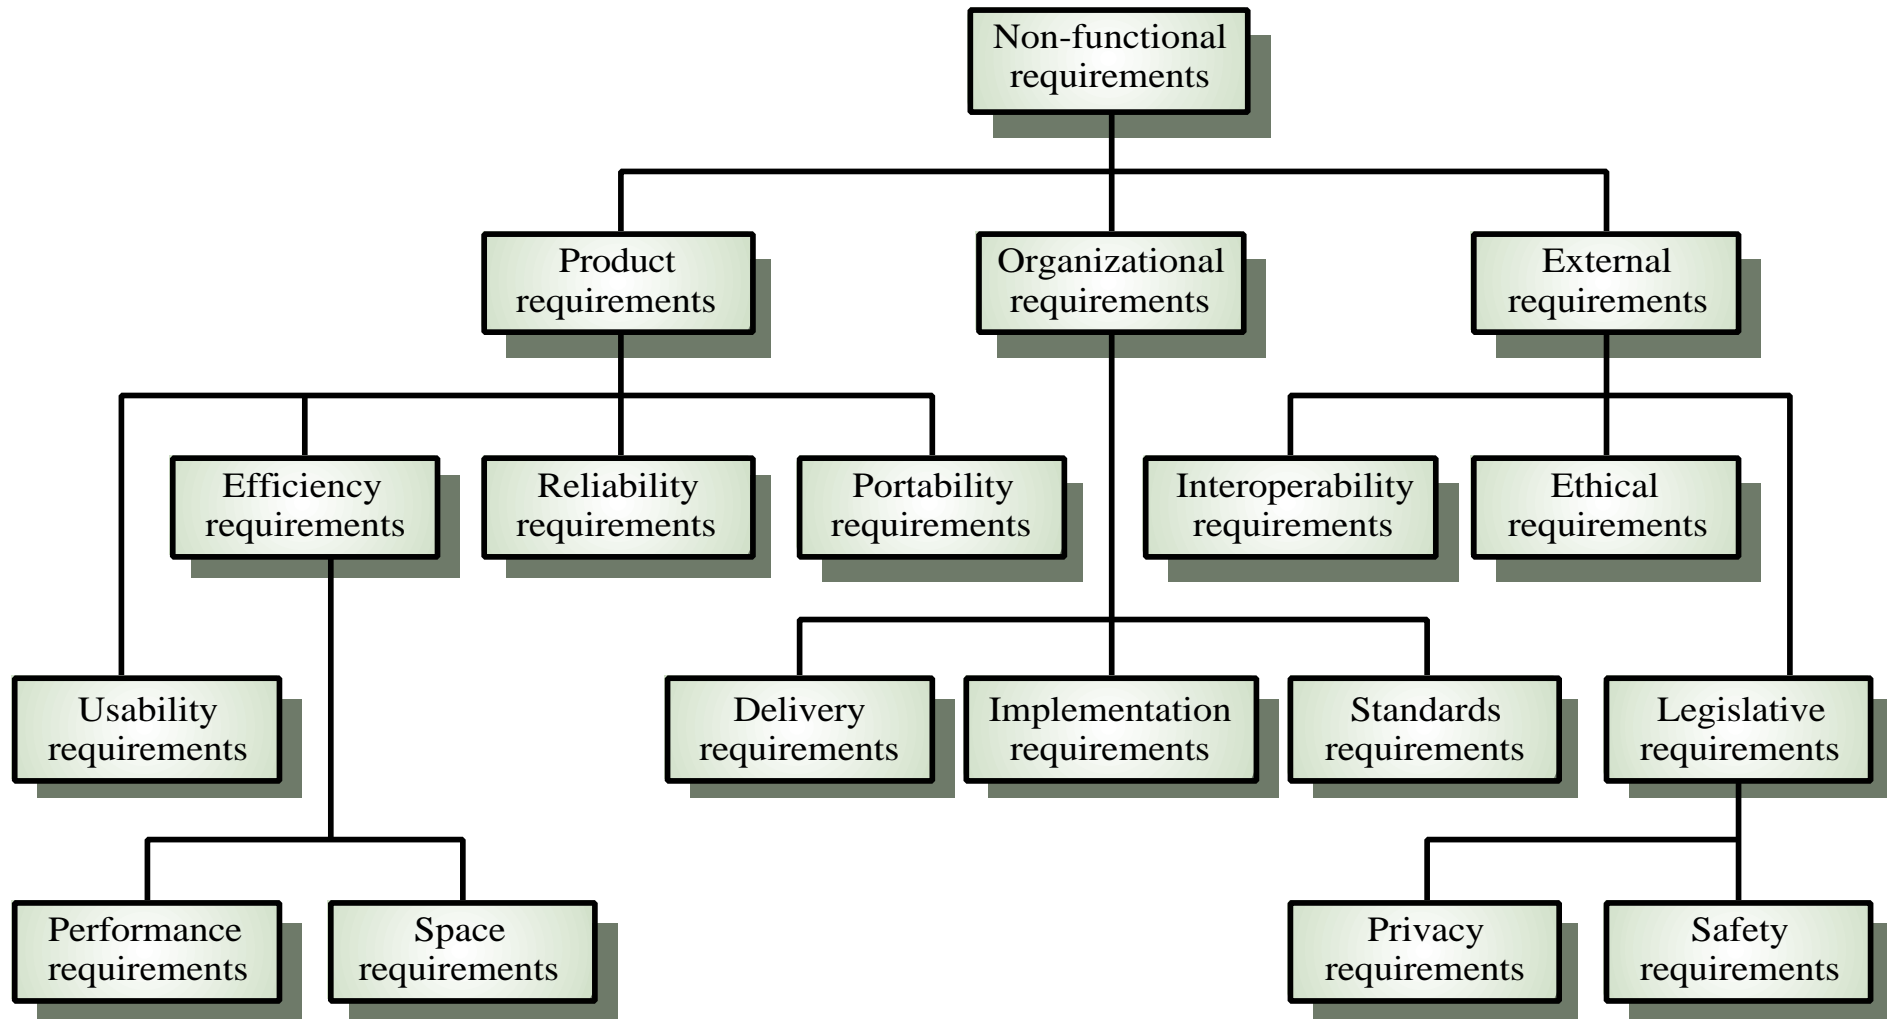 Non-functional
requirements
Product
requirements
Organizational
requirements
External
requirements
Efficiency
requirements
Reliability
requirements
Portability
requirements
Interoperability
requirements
Ethical
requirements
Usability
requirements
Delivery
requirements
Implementation
requirements
Standards
requirements
Legislative
requirements
Performance
requirements
Space
requirements
Privacy
requirements
Safety
requirements